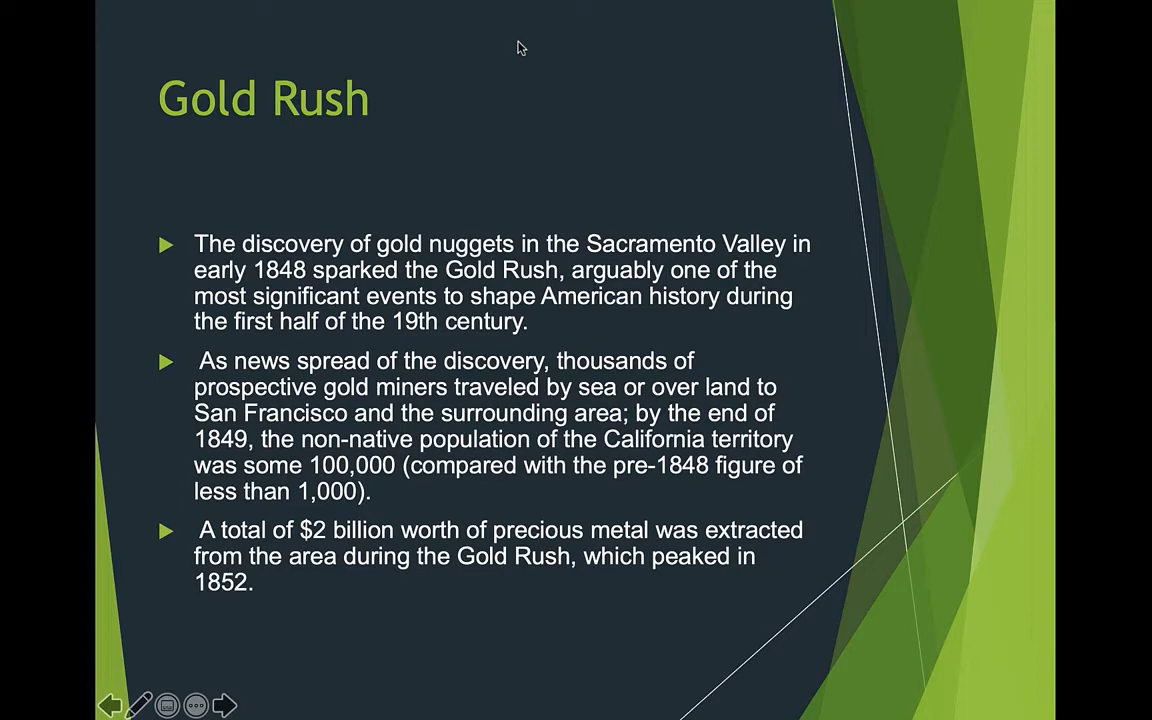 Gold Rush
The discovery of gold nuggets in the Sacramento Valley in
early 1848 sparked the Gold Rush, arguably one of the
most significant events to shape American history during
the first half of the 19th century.
As news spread of the discovery, thousands of
prospective gold miners traveled by sea or over land to
San Francisco and the surrounding area; by the end of
1849, the non-native population of the California territory
was some 100,000 (compared with the pre-1848 figure of
less than 1,000).
A total of $2 billion worth of precious metal was extracted
from the area during the Gold Rush, which peaked in
1852.